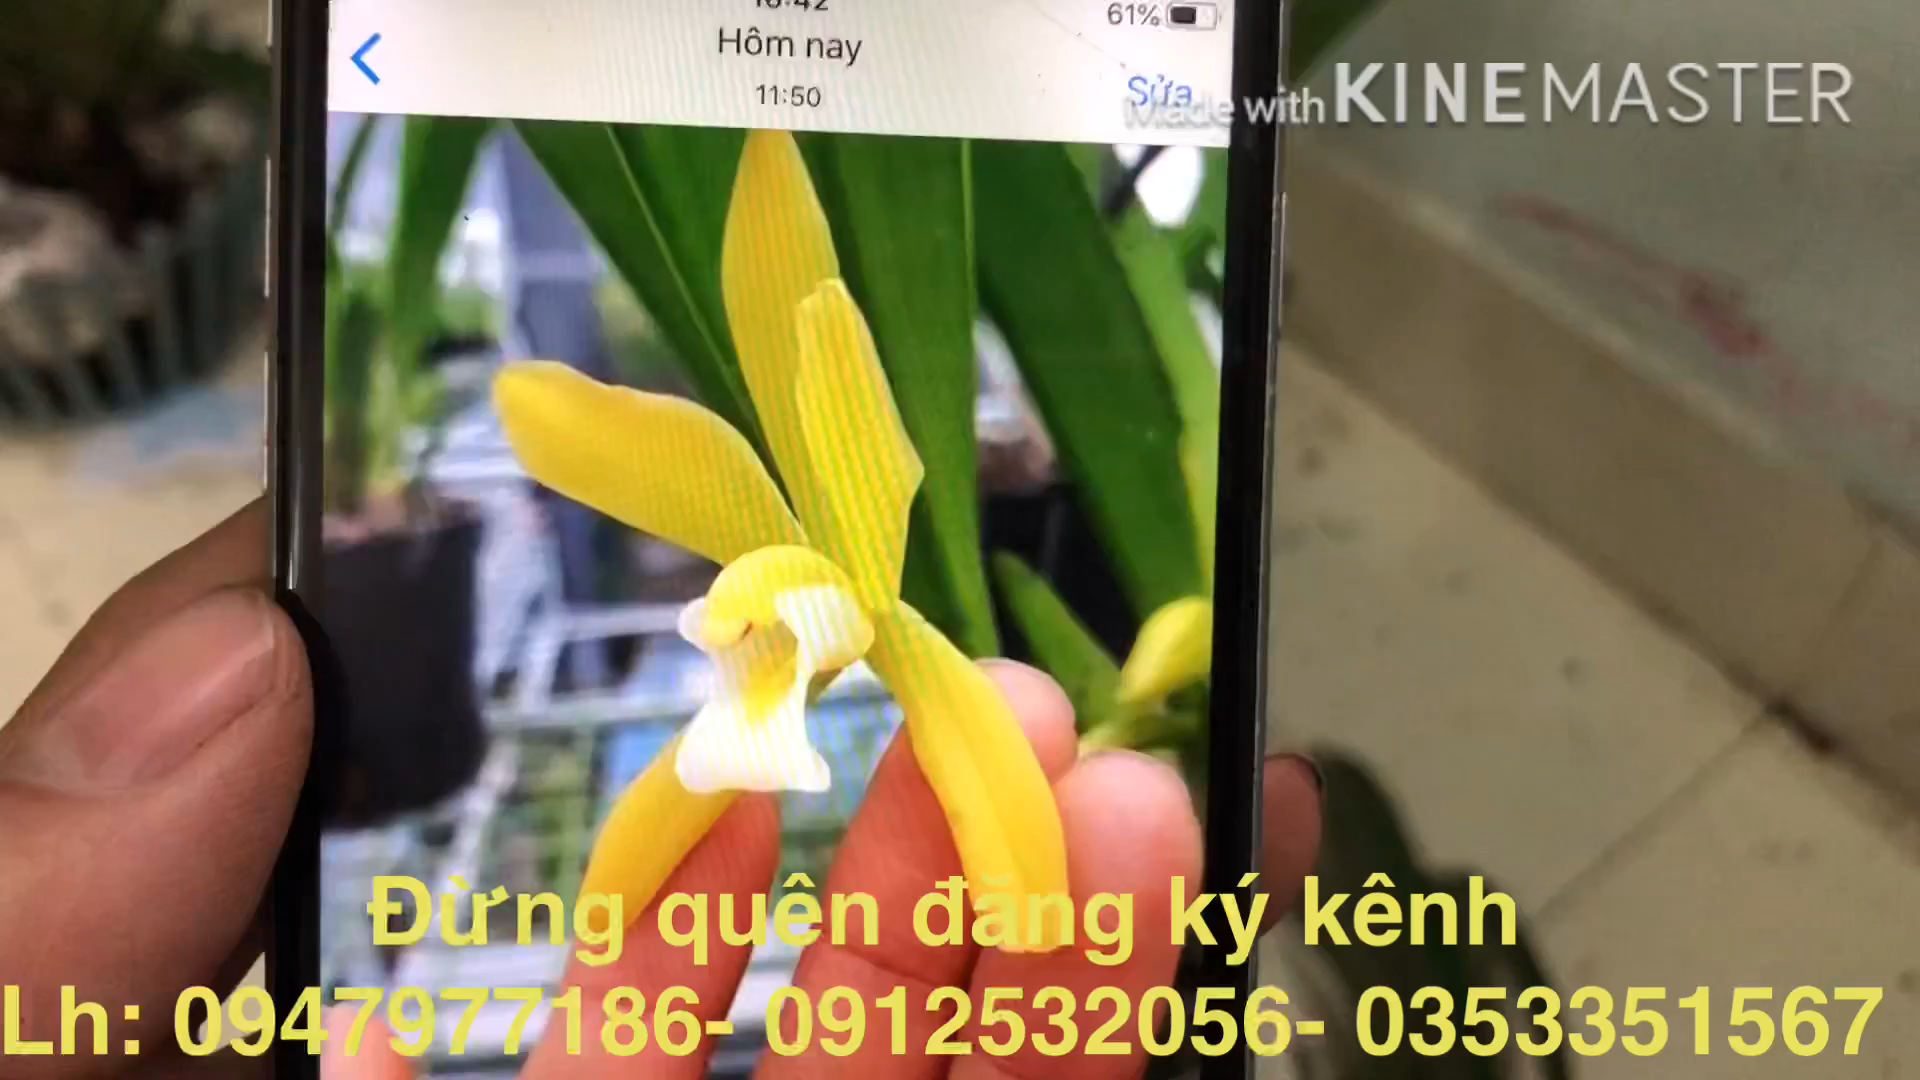 61%
Hôm nay
11:50
Sửa
Made with KINEMASTER
Đừng quên đăng ký kênh
Lh: 0947977186- 0912532056- 0353351567